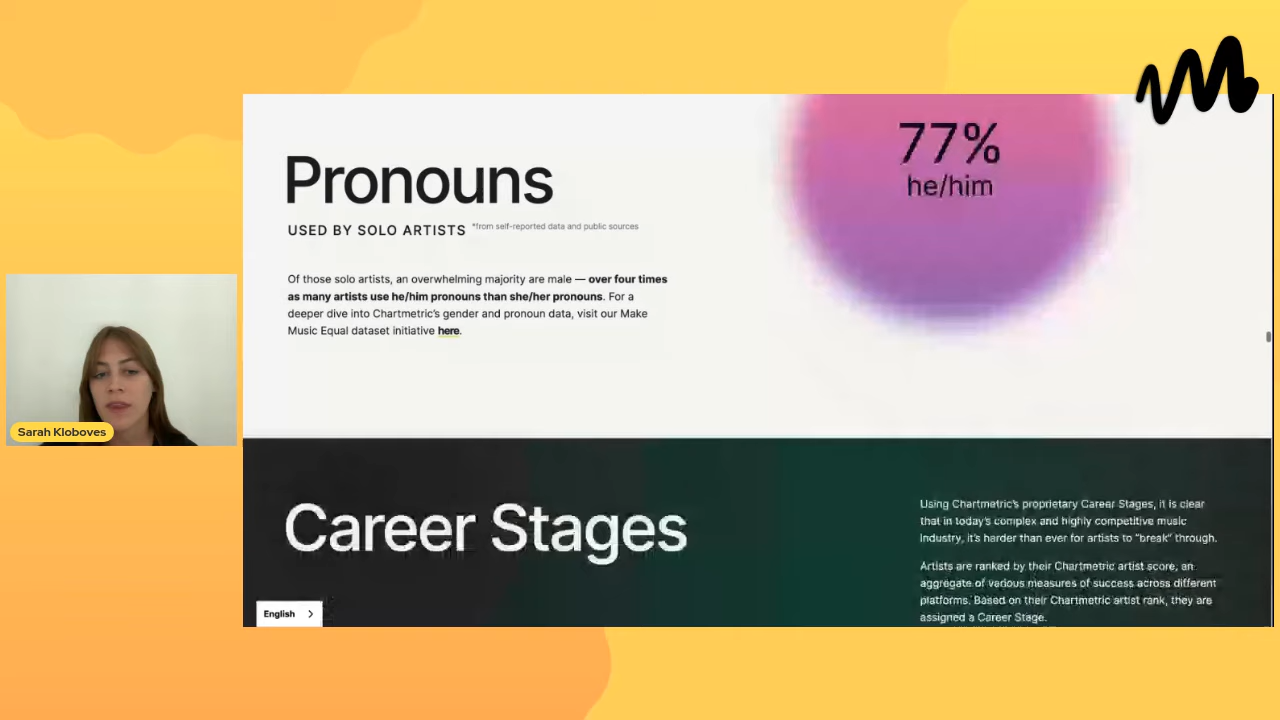 77%
he/him
Pronouns
USED BY SOLO ARTISTS *from self-reported data and public sources
Of those solo artists, an overwhelming majority are male — over four times
as many artists use he/him pronouns than she/her pronouns. For a
deeper dive into Chartmetric's gender and pronoun data, visit our Make
Music Equal dataset initiative here.
Sarah Kloboves
Career Stages
Using Chartmetric's proprietary Career Stages, it is clear
that in today's complex and highly competitive music
industry, it's harder than ever for artists to "break" through.
Artists are ranked by their Chartmetric artist score, an
aggregate of various measures of success across different
platforms. Based on their Chartmetric artist rank, they are
assigned a Career Stage.
English